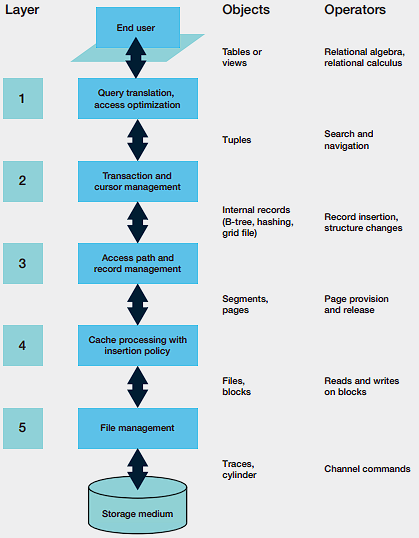 Layer Objects Operators
End user
Tables or Relational algebra,
views relational calculus
1 Query translation,
access optimization
Tuples Search and
navigation
2 Transaction and
cursor management
Internal records Record insertion,
(B-tree, hashing, structure changes
grid file)
3 Access path and
record management
Segments, Page provision
pages and release
4 Cache processing with
insertion policy
Files, Reads and writes
blocks on blocks
5 File management
Traces, Channel commands
cylinder
Storage medium